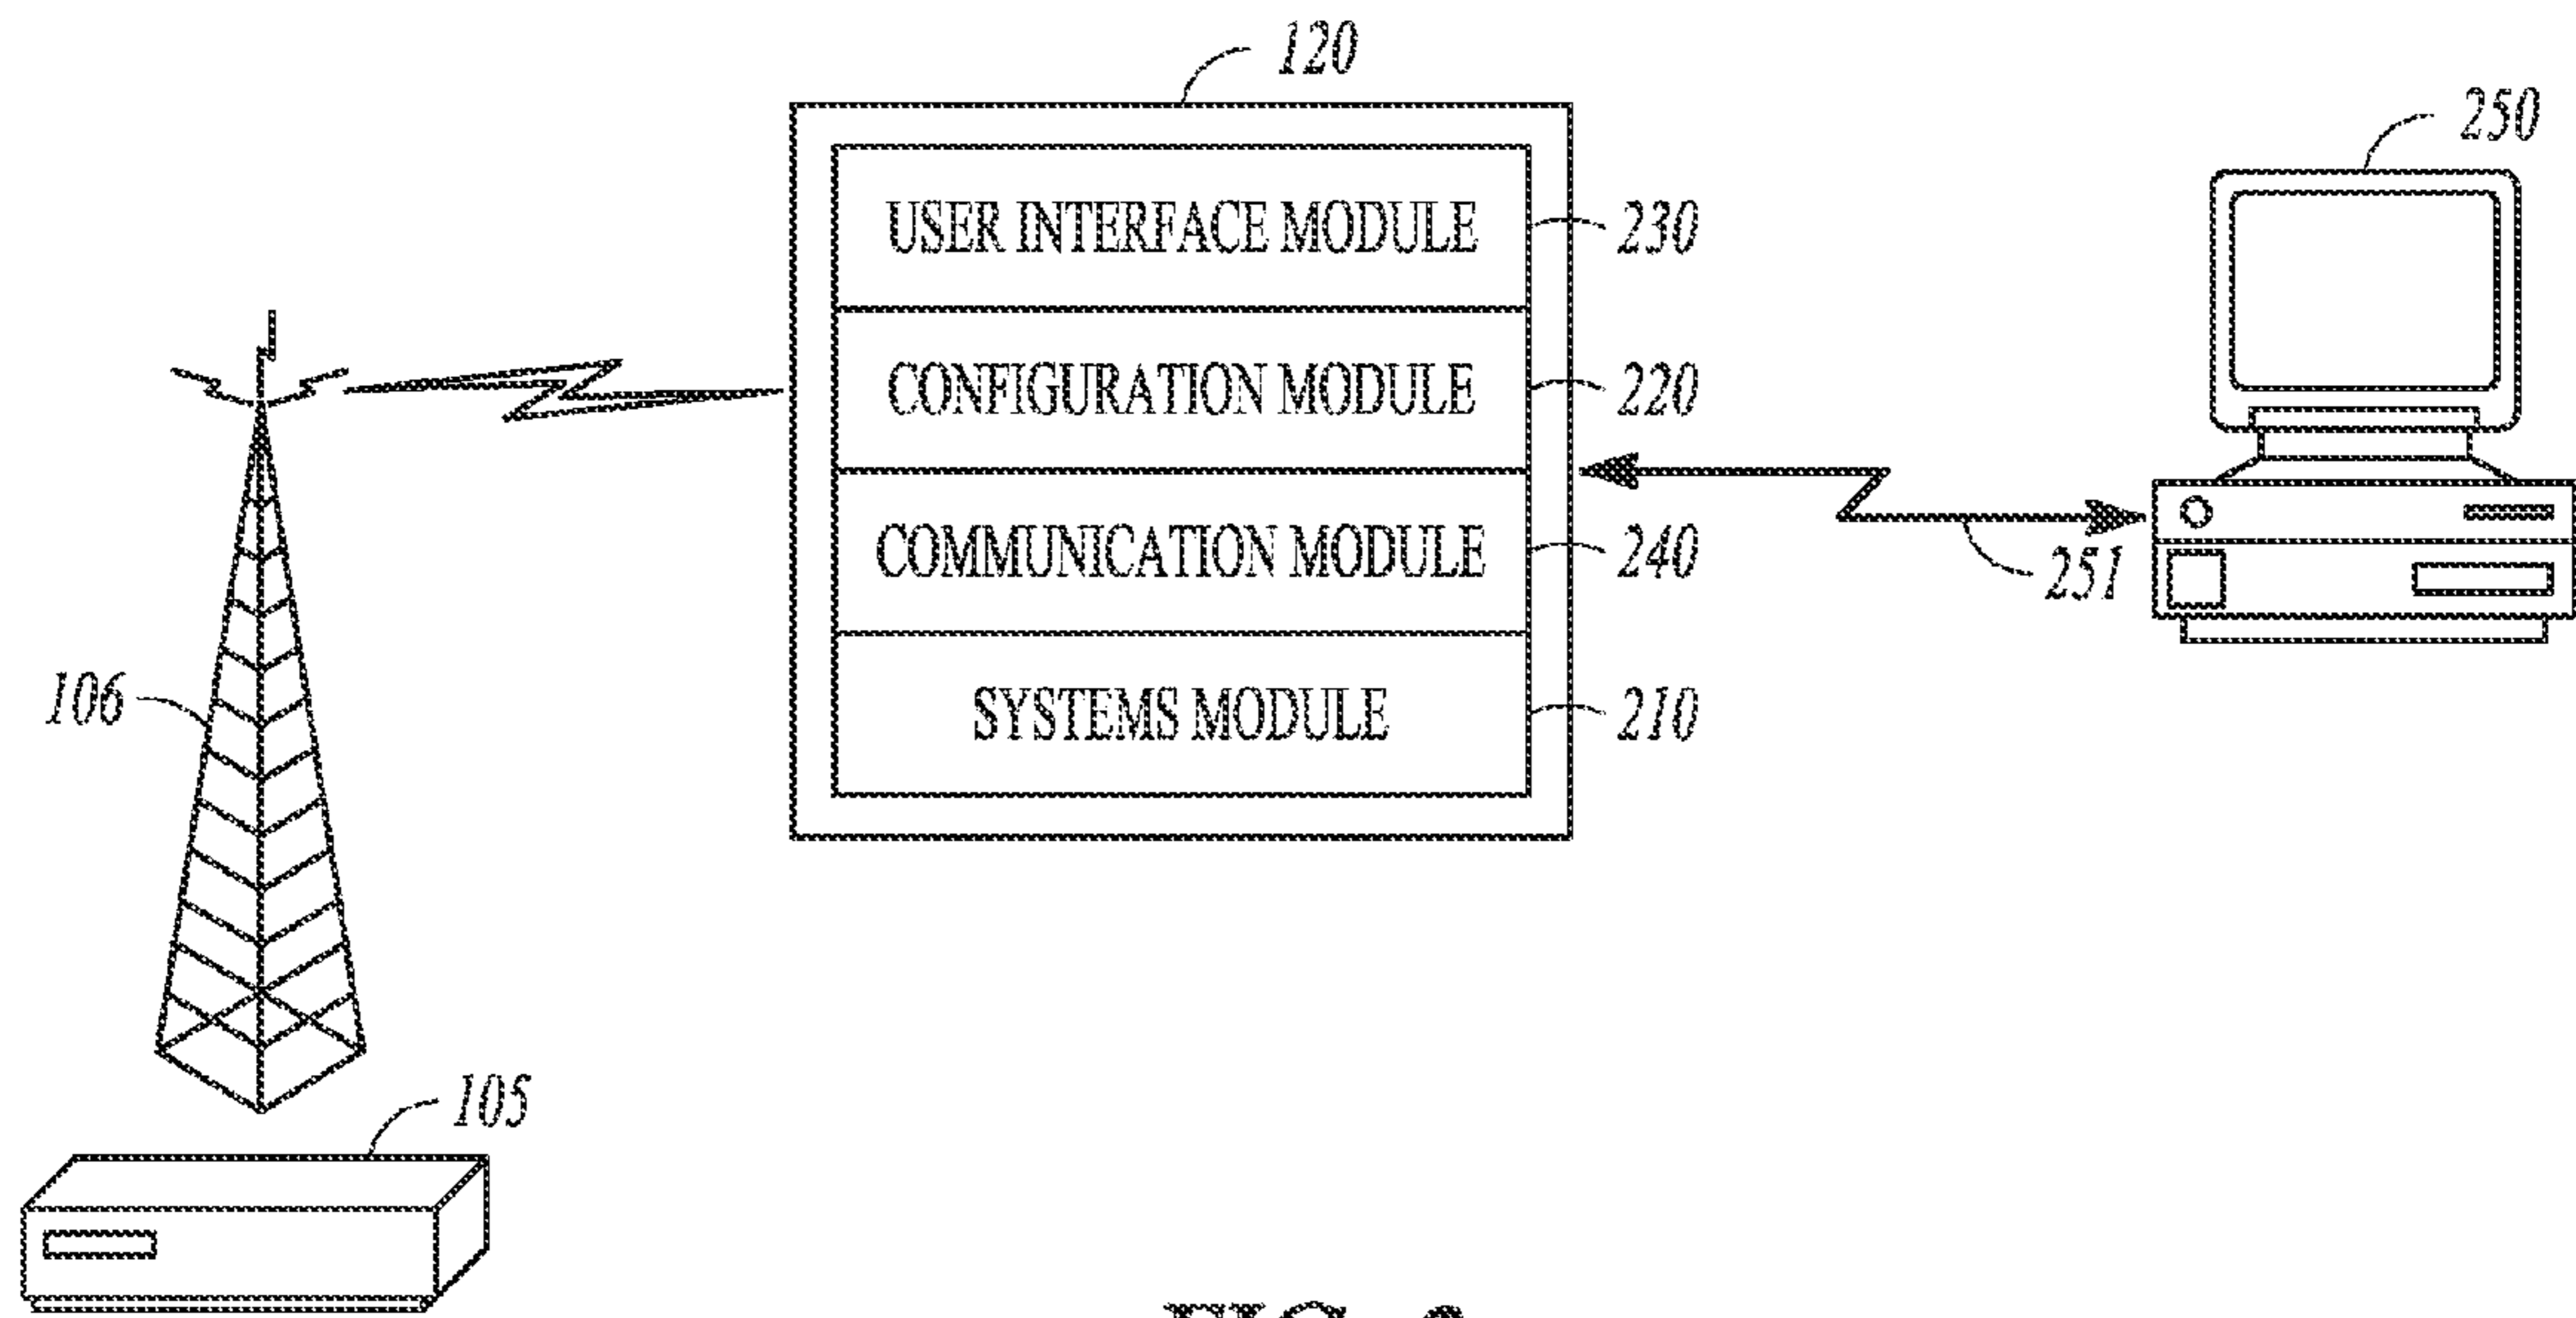 120
250
USER INTERFACE MODULE 230
CONFIGURATION MODULE 220
COMMUNICATION MODULE 240
251
SYSTEMS MODULE 210
106
105